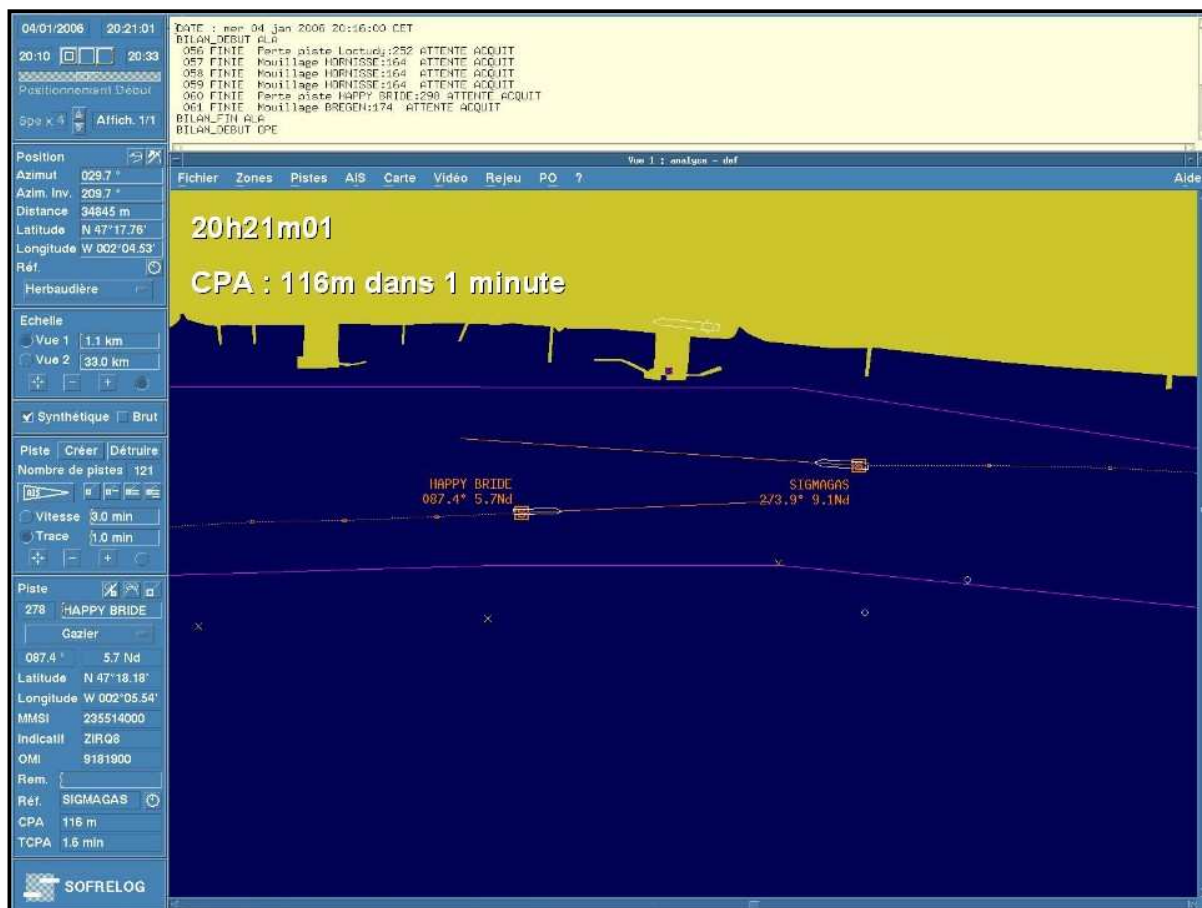 04/01/2006 20:21:01
20:10 20:33
Positionnement Début
Spe x 4 Affich. 1/1
DATE : mer 04 jan 2006 20:16:00 CET
BILAN_DEBUT ALA
056 FINIE Perte piste Loctudy:252 ATTENTE ACQUIT
057 FINIE Mouillage HORNISSE:164 ATTENTE ACQUIT
058 FINIE Mouillage HORNISSE:164 ATTENTE ACQUIT
059 FINIE Mouillage HORNISSE:164 ATTENTE ACQUIT
060 FINIE Perte piste HAPPY BRIDE:290 ATTENTE ACQUIT
061 FINIE Mouillage BREGEN:174 ATTENTE ACQUIT
BILAN_FIN ALA
BILAN_DEBUT OPE
Vue 1 : analyse - def
Fichier Zones Pistes AIS Carte Vidéo Rejeu PO ? Aide
Position
Azimut 029.7 °
Azim. Inv. 209.7 °
Distance 34845 m
Latitude N 47°17.76'
Longitude W 002°04.53'
Réf.
Herbaudière
Echelle
Vue 1 1.1 km
Vue 2 33.0 km
Synthétique Brut
Piste Créer Détruire
Nombre de pistes 121
Vitesse 3.0 min
Trace 1.0 min
Piste
278 HAPPY BRIDE
Gazier
087.4 ° 5.7 Nd
Latitude N 47°18.18'
Longitude W 002°05.54'
MMSI 235514000
Indicatif ZIRQ8
OMI 9181900
Rem.
Réf. SIGMAGAS
CPA 116 m
TCPA 1.6 min
SOFRELOG
20h21m01
CPA : 116m dans 1 minute
HAPPY BRIDE
087.4° 5.7Nd
SIGMAGAS
273.9° 9.1Nd